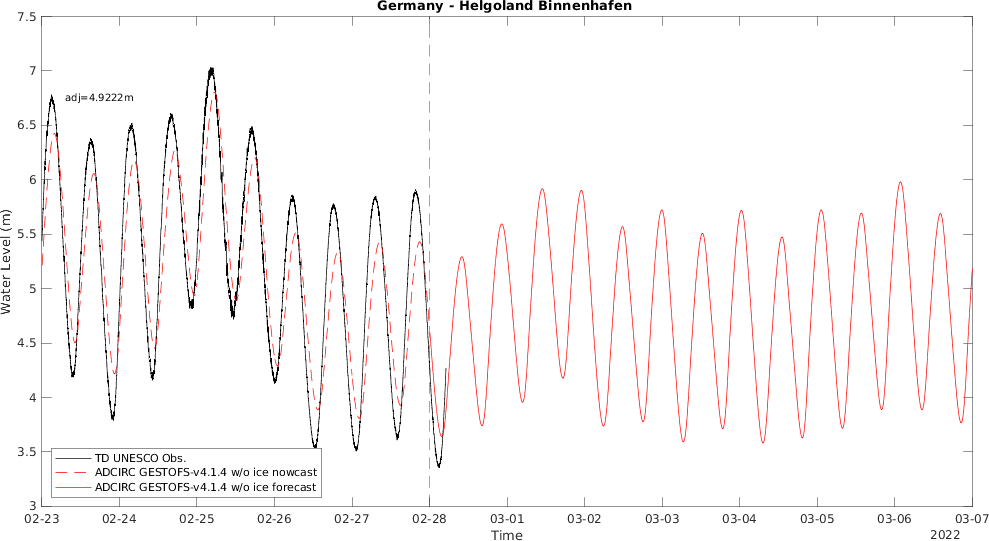 Germany - Helgoland Binnenhafen
7.5
7
6.5
6
5.5
5
4.5
4
3.5
3
Water Level (m)
adj=4.9222m
TD UNESCO Obs.
ADCIRC GESTOFS-v4.1.4 w/o ice nowcast
ADCIRC GESTOFS-v4.1.4 w/o ice forecast
02-23 02-24 02-25 02-26 02-27 02-28 03-01 03-02 03-03 03-04 03-05 03-06 03-07
Time
2022